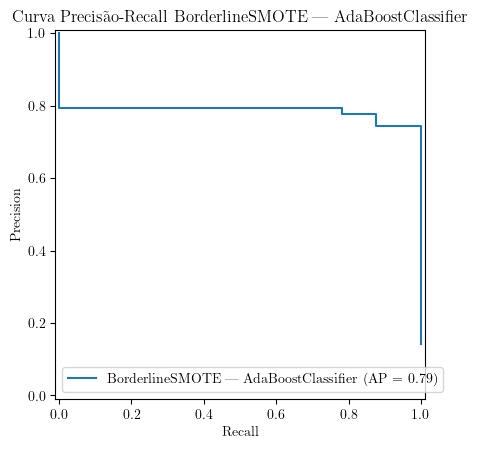 Curva Precisão-Recall BorderlineSMOTE — AdaBoostClassifier
1.0
0.8
0.6
0.4
0.2
0.0
Precision
BorderlineSMOTE — AdaBoostClassifier (AP = 0.79)
0.0 0.2 0.4 0.6 0.8 1.0
Recall